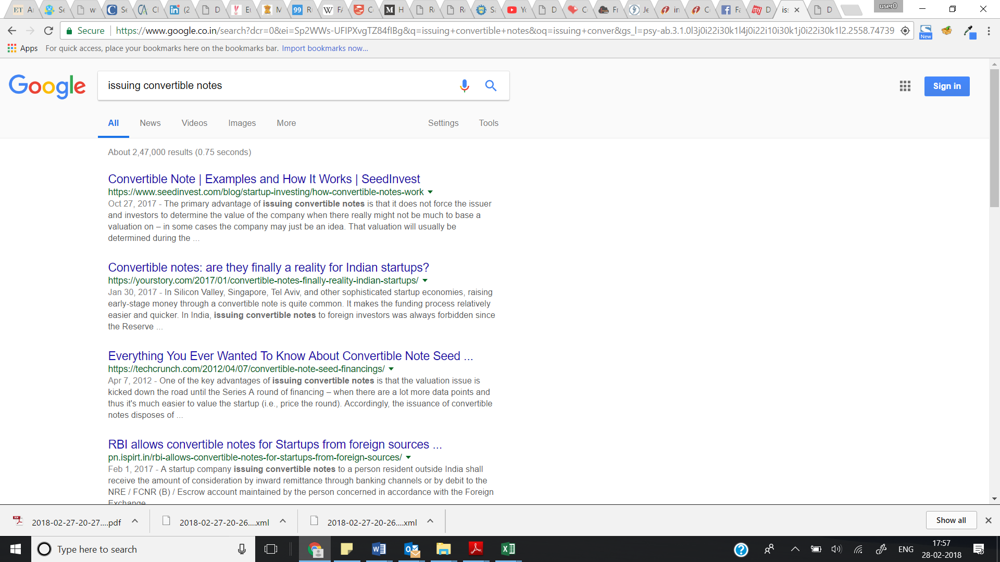 user0
Secure
https://www.google.co.in/search?dcr=0&ei=Sp2WWs-UFIPXvgTZ84fIBg&q=issuing+convertible+notes&oq=issuing+conver&gs_l=psy-ab.3.1.0l3j0i22i30k1l4j0i22i10i30k1j0i22i30k1l2.2558.74739
New
Apps For quick access, place your bookmarks here on the bookmarks bar. Import bookmarks now...
Google
issuing convertible notes
Sign in
All News Videos Images More Settings Tools
About 2,47,000 results (0.75 seconds)
Convertible Note | Examples and How It Works | SeedInvest
https://www.seedinvest.com/blog/startup-investing/how-convertible-notes-work
Oct 27, 2017 - The primary advantage of issuing convertible notes is that it does not force the issuer
and investors to determine the value of the company when there really might not be much to base a
valuation on – in some cases the company may just be an idea. That valuation will usually be
determined during the ...
Convertible notes: are they finally a reality for Indian startups?
https://yourstory.com/2017/01/convertible-notes-finally-reality-indian-startups/
Jan 30, 2017 - In Silicon Valley, Singapore, Tel Aviv, and other sophisticated startup economies, raising
early-stage money through a convertible note is quite common. It makes the funding process relatively
easier and quicker. In India, issuing convertible notes to foreign investors was always forbidden since
the Reserve ...
Everything You Ever Wanted To Know About Convertible Note Seed ...
https://techcrunch.com/2012/04/07/convertible-note-seed-financings/
Apr 7, 2012 - One of the key advantages of issuing convertible notes is that the valuation issue is
kicked down the road until the Series A round of financing – when there are a lot more data points and
thus it's much easier to value the startup (i.e., price the round). Accordingly, the issuance of convertible
notes disposes of ...
RBI allows convertible notes for Startups from foreign sources ...
pn.ispirt.in/rbi-allows-convertible-notes-for-startups-from-foreign-sources/
Feb 1, 2017 - A startup company issuing convertible notes to a person resident outside India shall
receive the amount of consideration by inward remittance through banking channels or by debit to the
NRE / FCNR (B) / Escrow account maintained by the person concerned in accordance with the Foreign
Exchange
2018-02-27-20-27....pdf 2018-02-27-20-26....xml 2018-02-27-20-26....xml Show all
Type here to search
ENG
17:57
28-02-2018